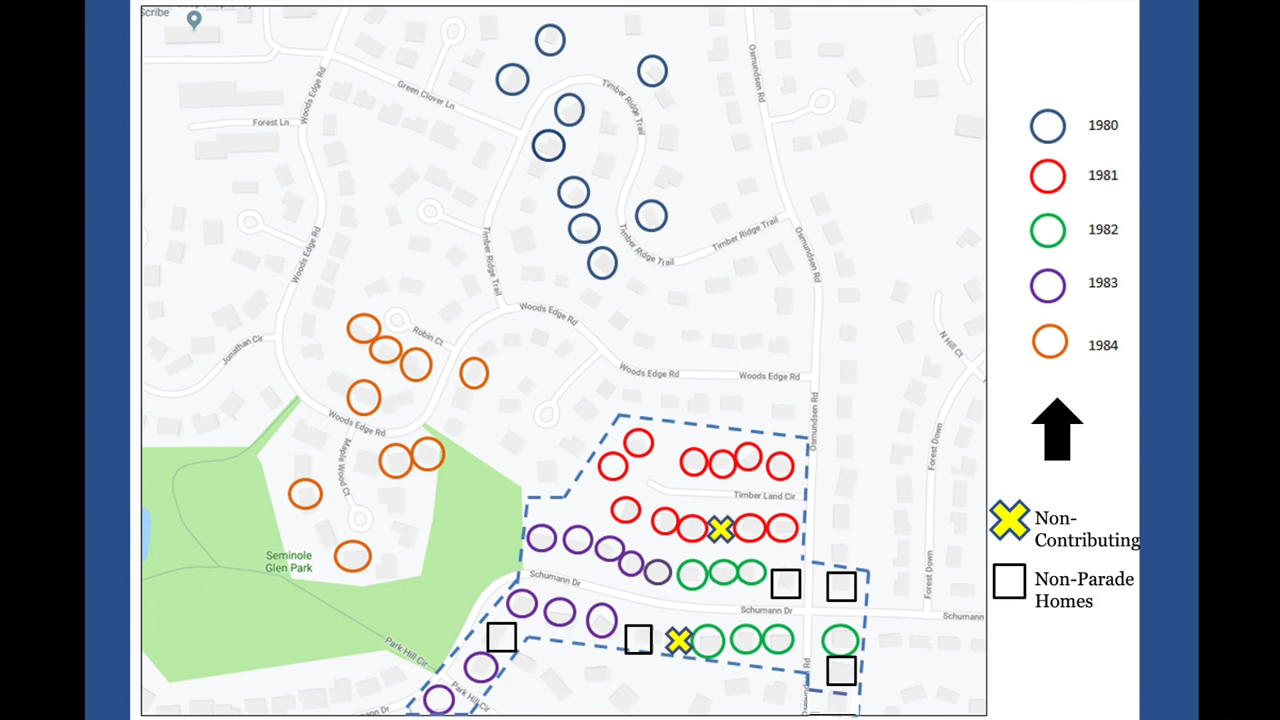 Scribe
Green Clover Ln
Woods Edge Rd
Forest Ln
Timber Ridge Trail
Osmundsen Rd
1980
1981
1982
1983
1984
Woods Edge Rd
Timber Ridge Trail
Timber Ridge Trail
Timber Ridge Trail
Osmundsen Rd
Woods Edge Rd
Jonathan Cir
Robin Ct
N Hill Ct
Woods Edge Rd
Woods Edge Rd
Woods Edge Rd
Osmundsen Rd
Forest Down
Maple Wood Ct
Timber Land Cir
Non-
Contributing
Seminole
Glen Park
Schumann Dr
Forest Down
Non-Parade
Homes
Schumann Dr
Schumann
Park Hill Cir
Park Hill Cir